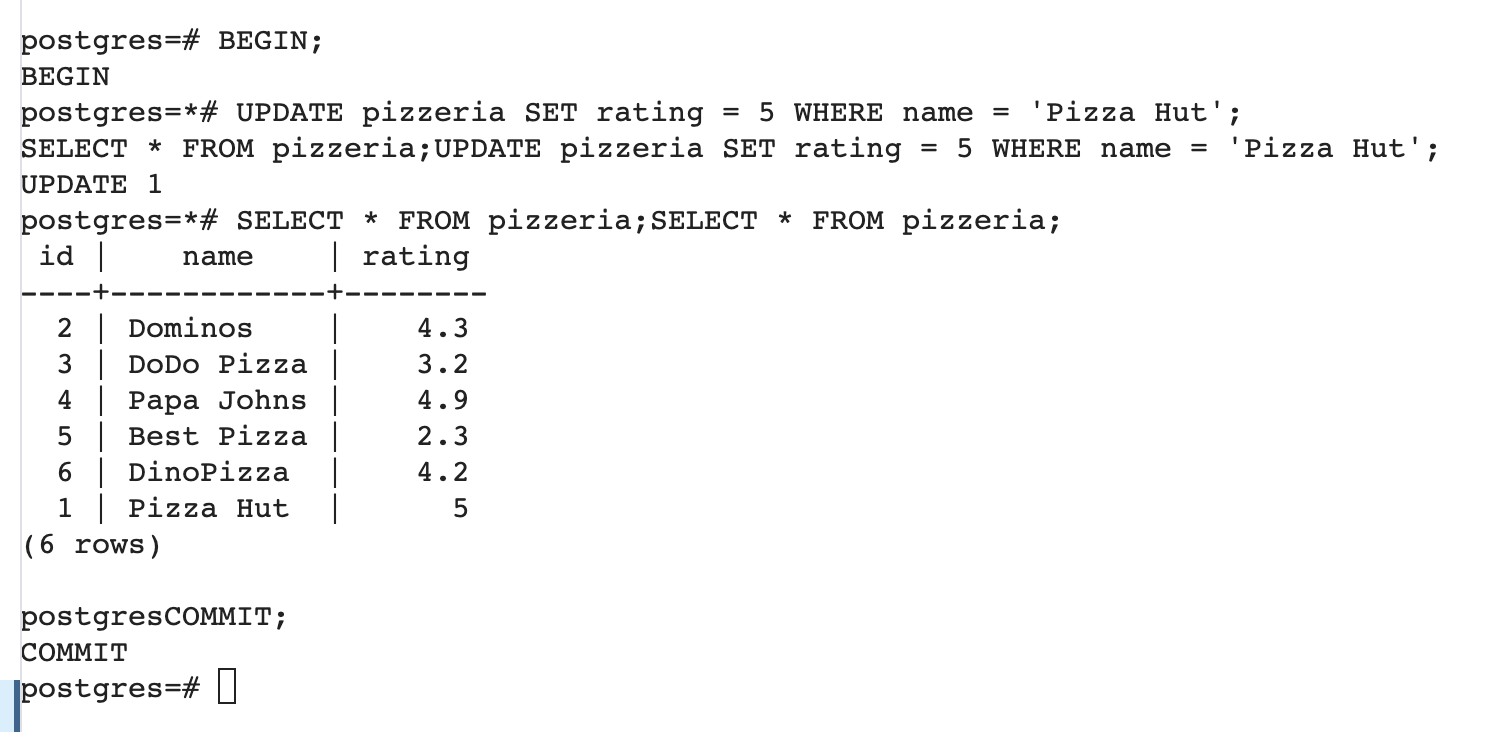 postgres=# BEGIN;
BEGIN
postgres=*# UPDATE pizzeria SET rating = 5 WHERE name = 'Pizza Hut';
SELECT * FROM pizzeria;UPDATE pizzeria SET rating = 5 WHERE name = 'Pizza Hut';
UPDATE 1
postgres=*# SELECT * FROM pizzeria;SELECT * FROM pizzeria;
 id |    name    | rating
----+------------+--------
  2 | Dominos    |    4.3
  3 | DoDo Pizza |    3.2
  4 | Papa Johns |    4.9
  5 | Best Pizza |    2.3
  6 | DinoPizza  |    4.2
  1 | Pizza Hut  |      5
(6 rows)

postgresCOMMIT;
COMMIT
postgres=#